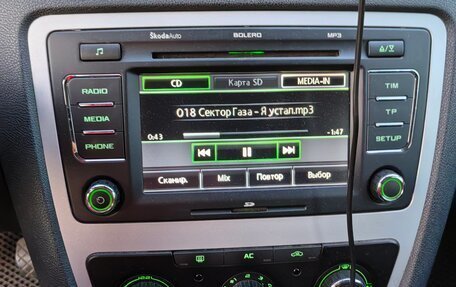 ŠkodaAuto BOLERO MP3
CD Карта SD MEDIA-IN
RADIO TIM
018 Сектор Газа - Я устал.mp3
MEDIA TP
0:43 -1:47
PHONE SETUP
Сканир. Mix Повтор Выбор
SD
AC